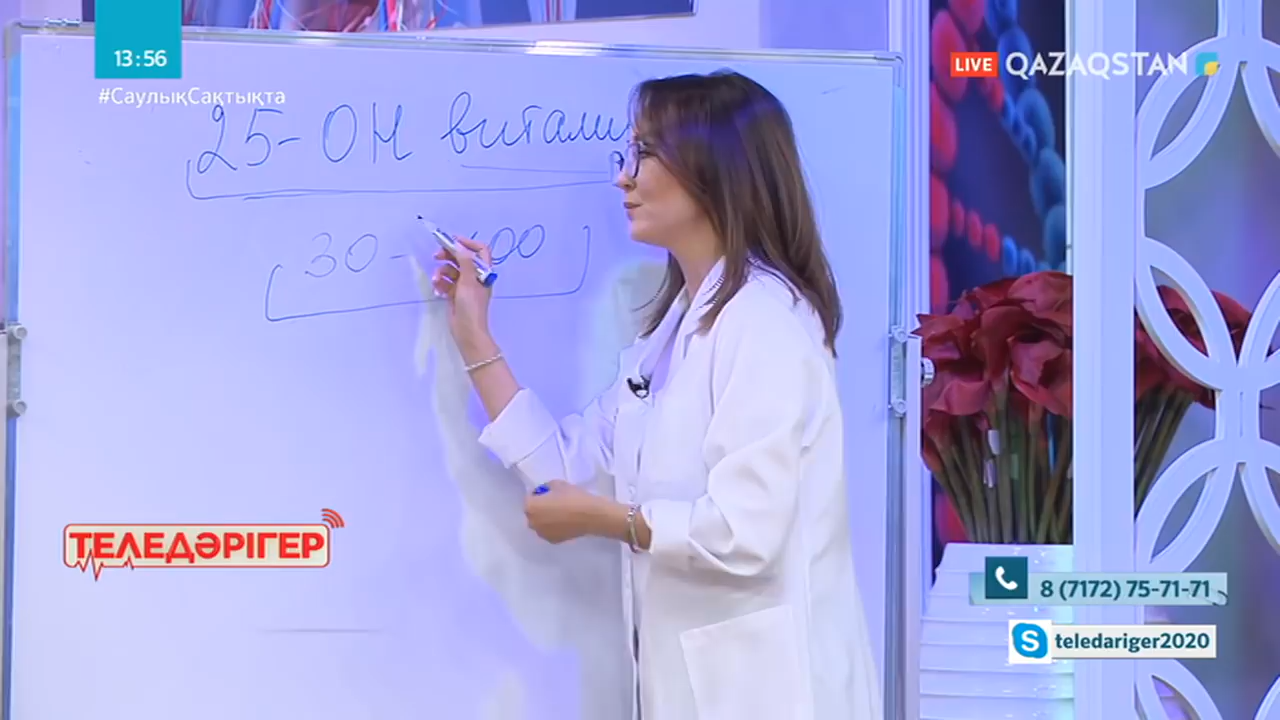 13:56
#СаулықСақтықта
LIVE QAZAQSTAN
25-ОН витами
30-100
ТЕЛЕДӘРІГЕР
8 (7172) 75-71-71
teledariger2020